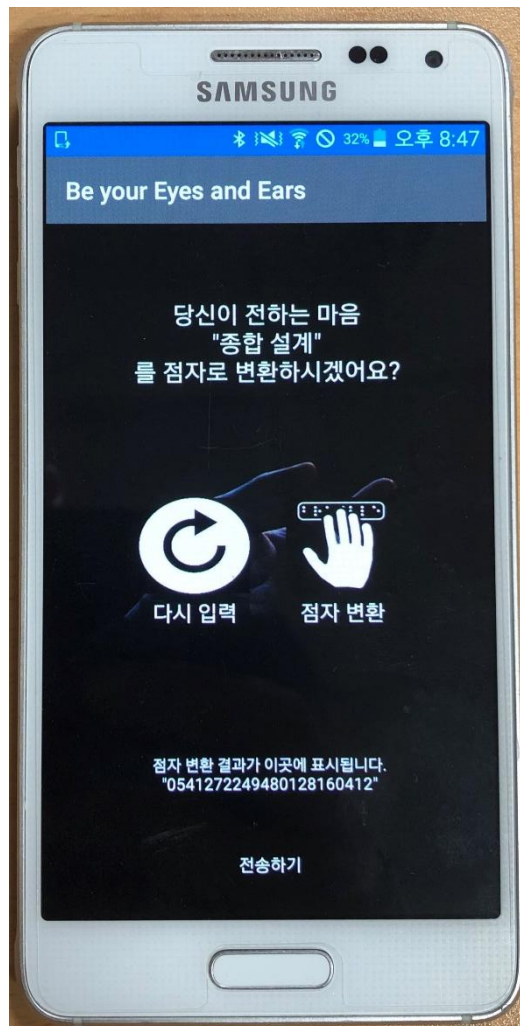 SAMSUNG
32% 오후 8:47
Be your Eyes and Ears
당신이 전하는 마음
"종합 설계"
를 점자로 변환하시겠어요?
다시 입력 점자 변환
점자 변환 결과가 이곳에 표시됩니다.
"0541272249480128160412"
전송하기